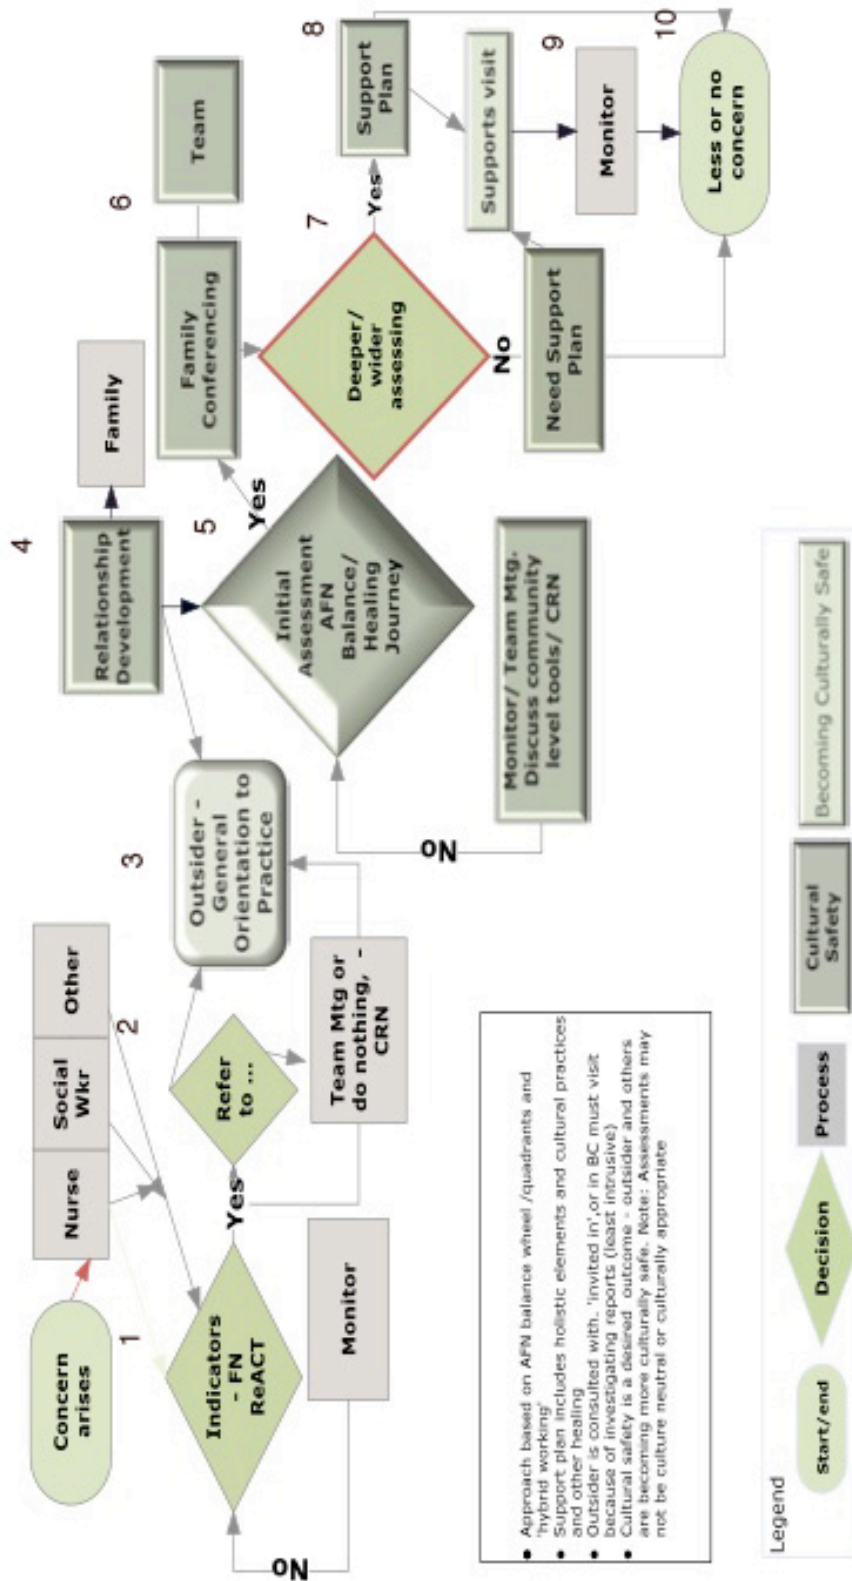 1
Concern
arises
Nurse
Social
Wkr
Other
2
Indicators
- FN
ReACT
No
Monitor
Yes
Refer
to ...
Team Mtg or
do nothing, -
CRN
3
Outsider -
General
Orientation to
Practice
4
Relationship
Development
Family
5
Initial
Assessment
AFN
Balance/
Healing
Journey
No
Monitor/ Team Mtg.
Discuss community
level tools/ CRN
Yes
6
Family
Conferencing
Team
7
Deeper/
wider
assessing
Yes
No
Need Support
Plan
8
Support
Plan
Supports visit
9
Monitor
10
Less or no
concern
• Approach based on AFN balance wheel /quadrants and
'hybrid working'
• Support plan includes holistic elements and cultural practices
and other healing
• Outsider is consulted with. 'invited in',or in BC must visit
because of investigating reports (least intrusive)
• Cultural safety is a desired outcome - outsider and others
are becoming more culturally safe. Note: Assessments may
not be culture neutral or culturally appropriate
Legend
Start/end
Decision
Process
Cultural
Safety
Becoming Culturally Safe